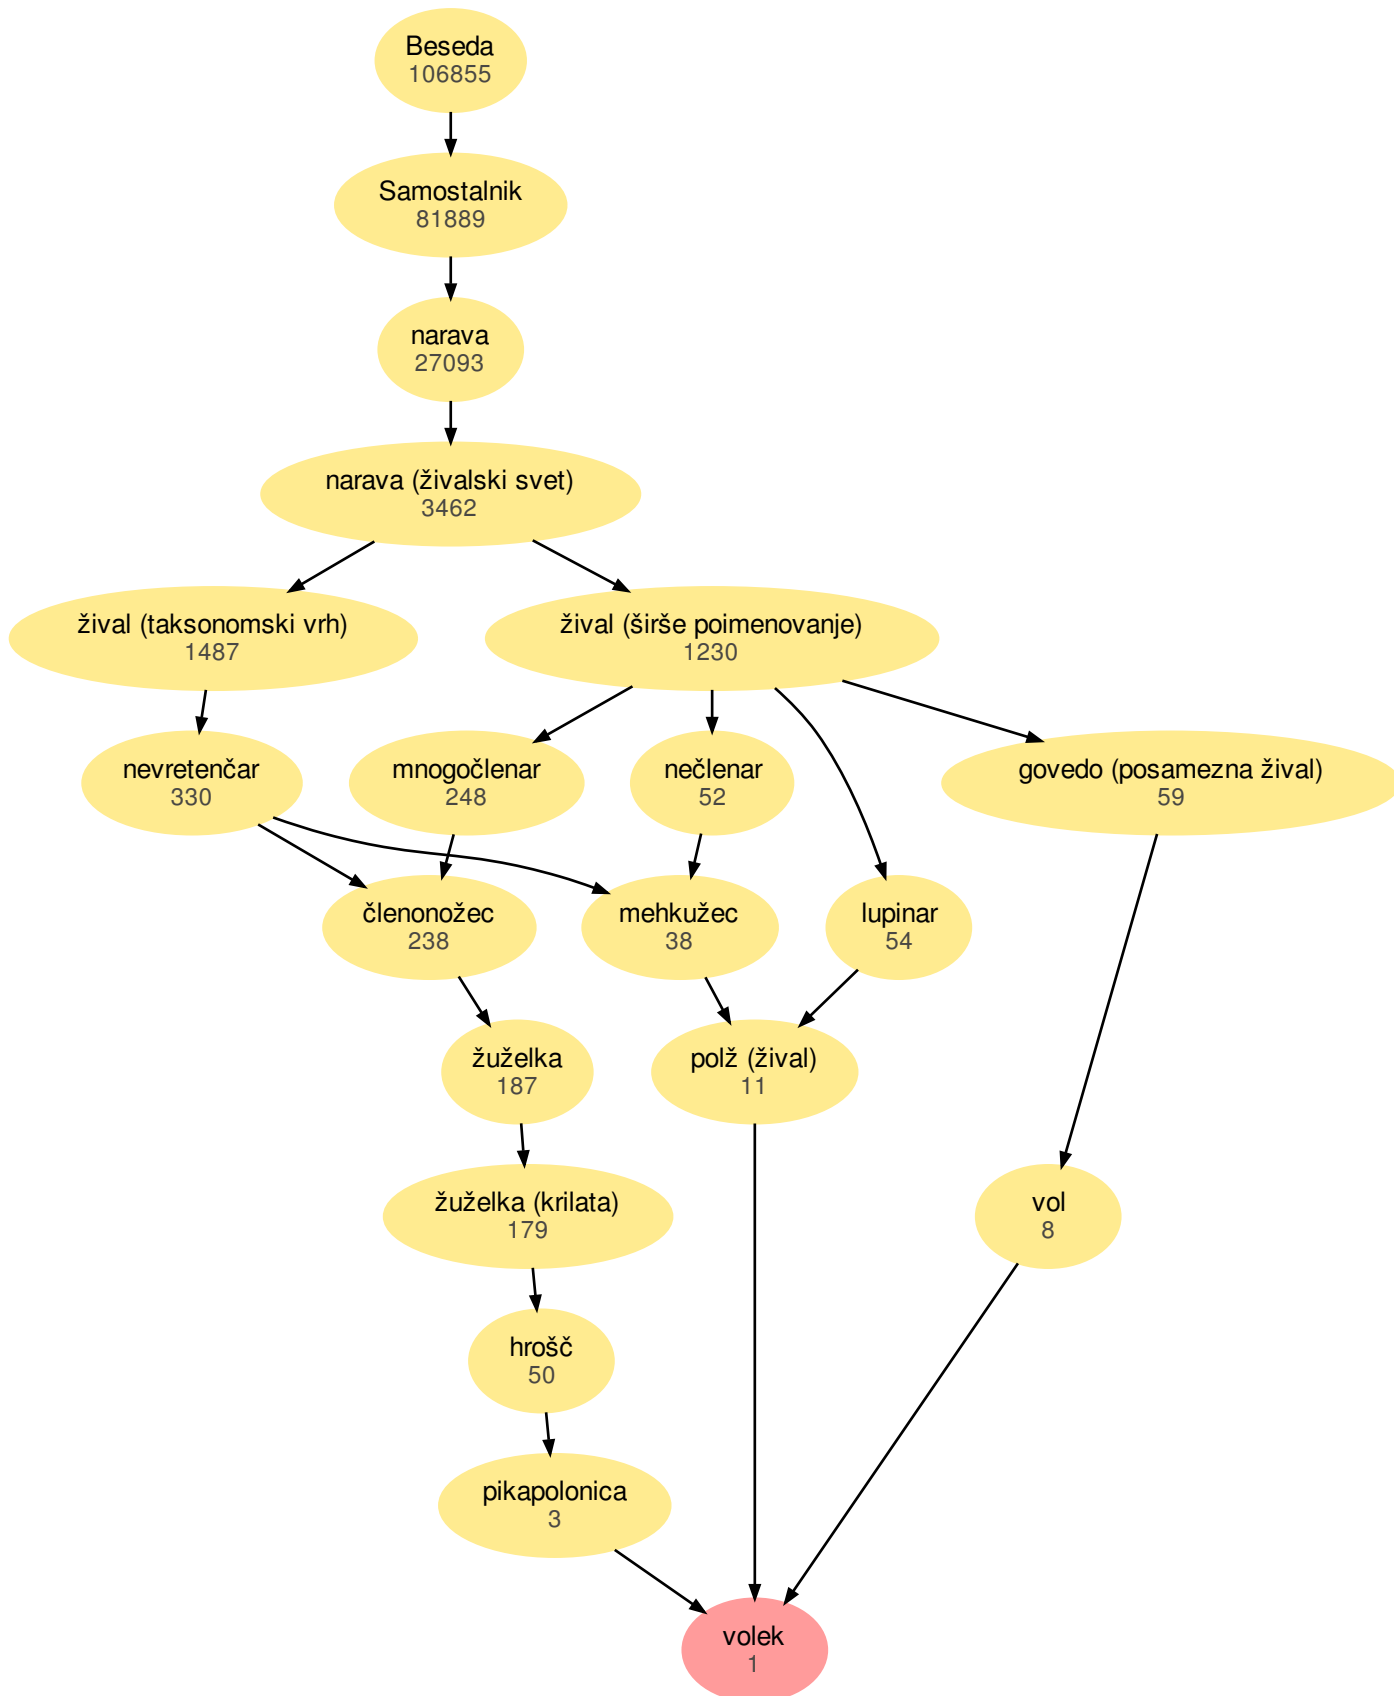 Beseda
106855
Samostalnik
81889
narava
27093
narava (živalski svet)
3462
žival (taksonomski vrh)
1487
žival (širše poimenovanje)
1230
nevretenčar
330
mnogočlenar
248
nečlenar
52
govedo (posamezna žival)
59
členonožec
238
mehkužec
38
lupinar
54
žuželka
187
polž (žival)
11
žuželka (krilata)
179
vol
8
hrošč
50
pikapolonica
3
volek
1